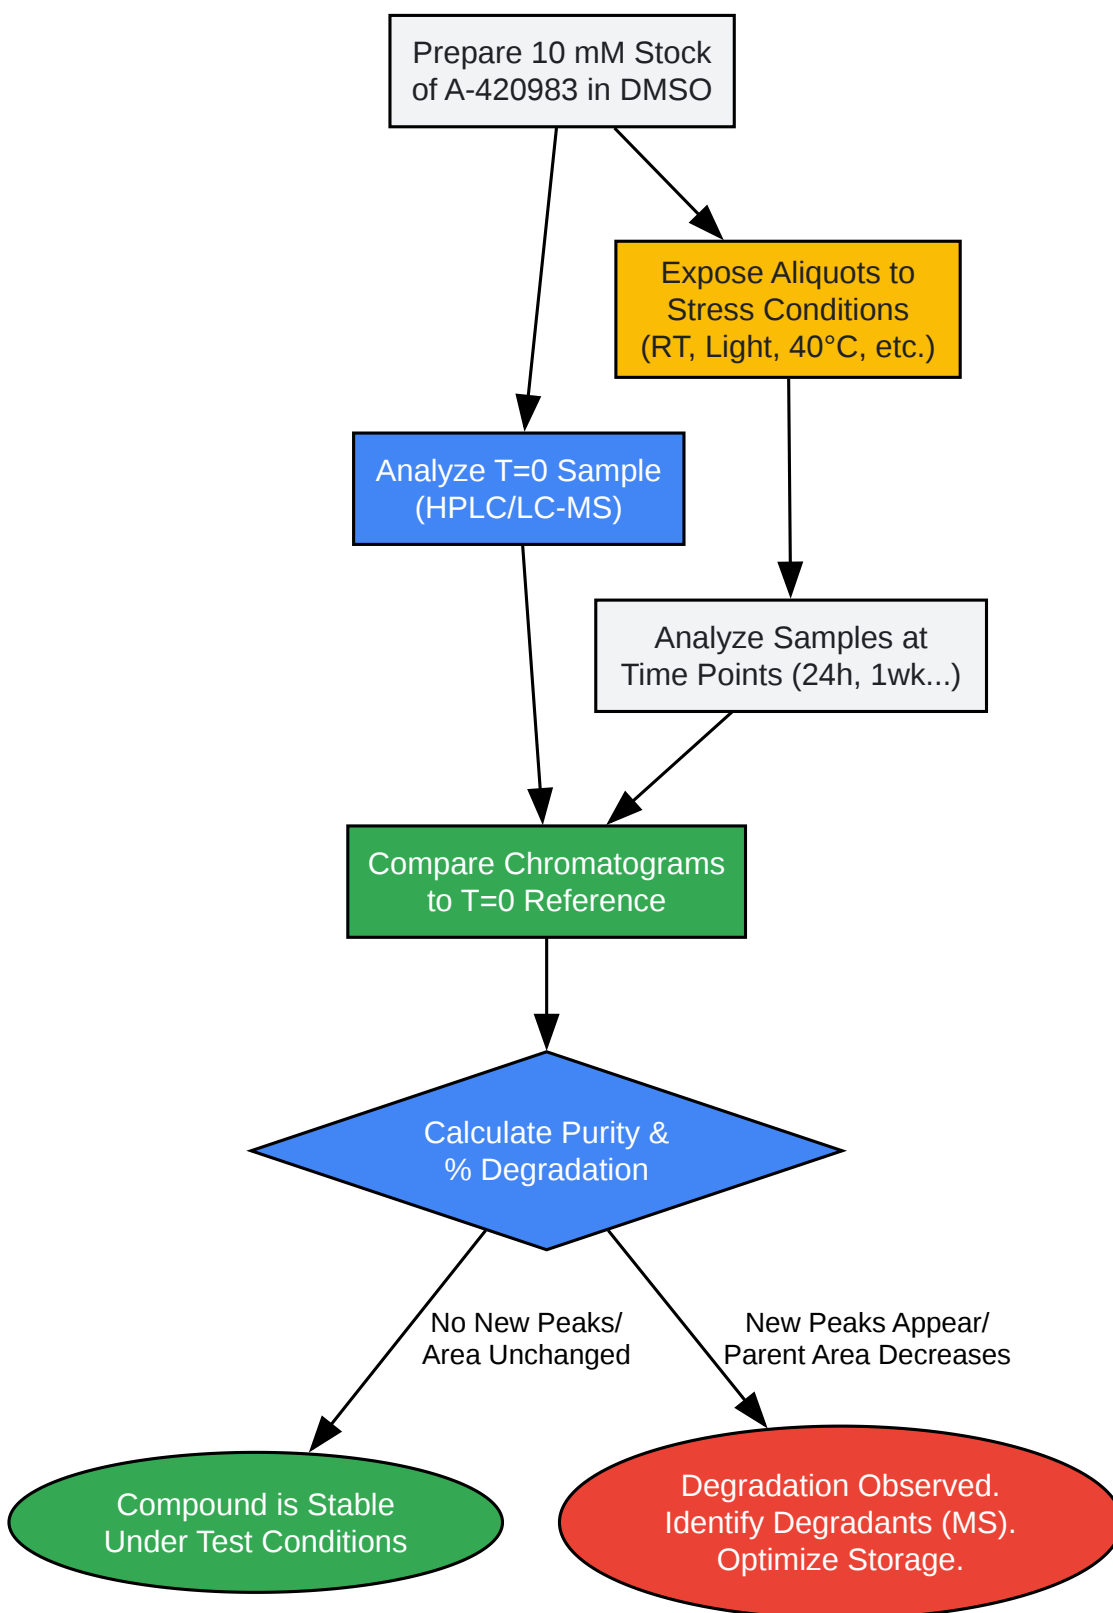 Prepare 10 mM Stock
of A-420983 in DMSO
Expose Aliquots to
Stress Conditions
(RT, Light, 40°C, etc.)
Analyze T=0 Sample
(HPLC/LC-MS)
Analyze Samples at
Time Points (24h, 1wk...)
Compare Chromatograms
to T=0 Reference
Calculate Purity &
% Degradation
No New Peaks/
Area Unchanged
New Peaks Appear/
Parent Area Decreases
Compound is Stable
Under Test Conditions
Degradation Observed.
Identify Degradants (MS).
Optimize Storage.